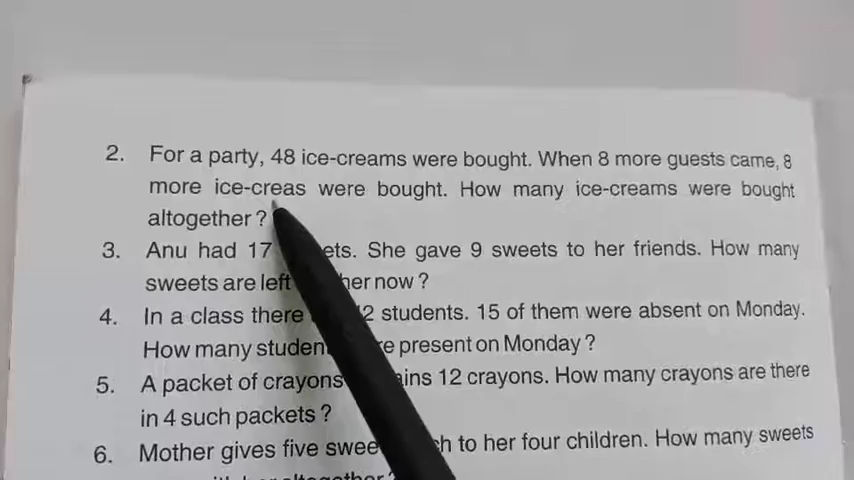 2. For a party, 48 ice-creams were bought. When 8 more guests came, 8
more ice-creas were bought. How many ice-creams were bought
altogether ?
3. Anu had 17 ets. She gave 9 sweets to her friends. How many
sweets are left her now ?
4. In a class there 2 students. 15 of them were absent on Monday.
How many studen re present on Monday ?
5. A packet of crayons ains 12 crayons. How many crayons are there
in 4 such packets ?
6. Mother gives five swee h to her four children. How many sweets
altogether ?